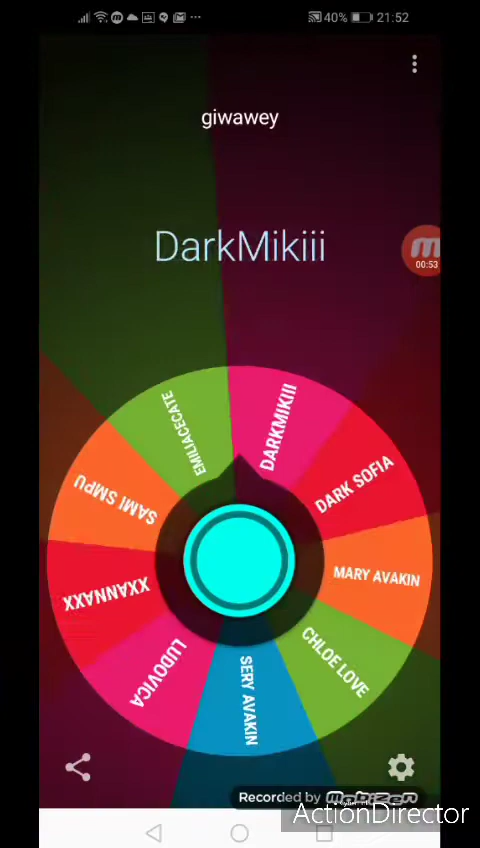 40% 21:52
giwawey
DarkMikiii
00:53
EMILIACECATE
DARKMIKIII
DARK SOFIA
SAMI SMPU
MARY AVAKIN
XXANNAXX
CHLOE LOVE
LUDOVICA
SERY AVAKIN
Recorded by mobizen
ActionDirector